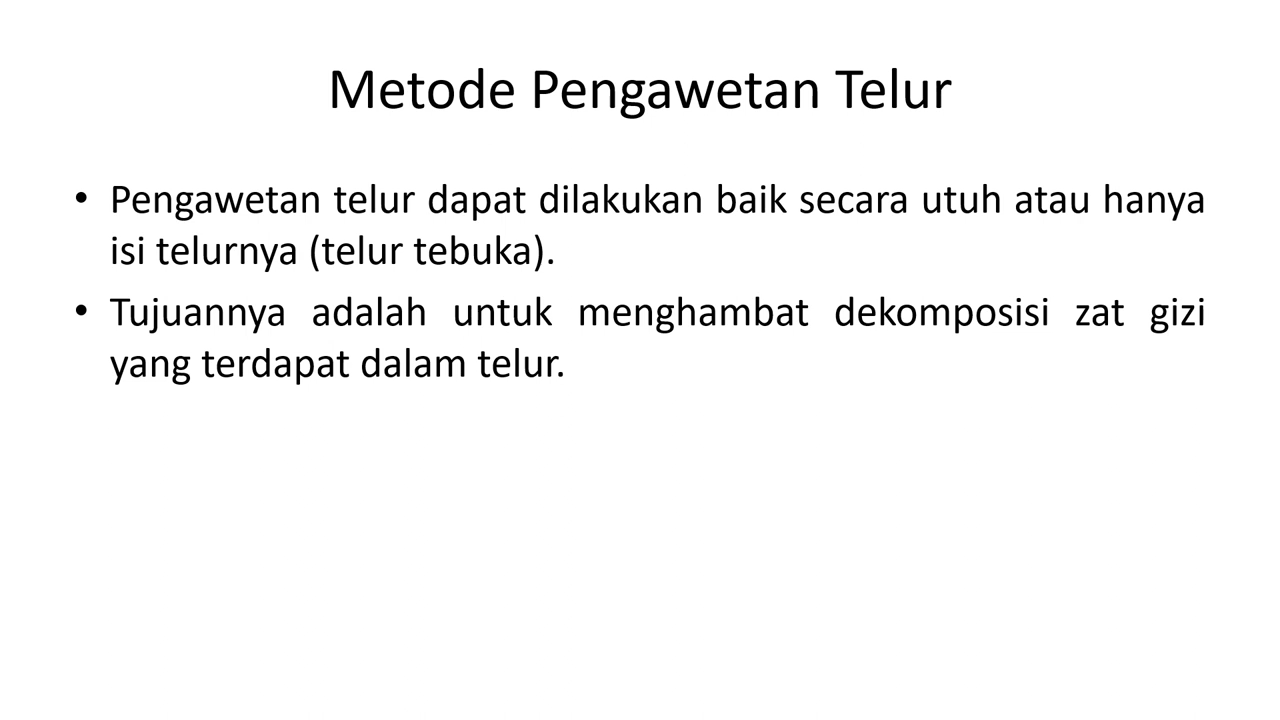 Metode Pengawetan Telur
• Pengawetan telur dapat dilakukan baik secara utuh atau hanya
isi telurnya (telur tebuka).
• Tujuannya adalah untuk menghambat dekomposisi zat gizi
yang terdapat dalam telur.